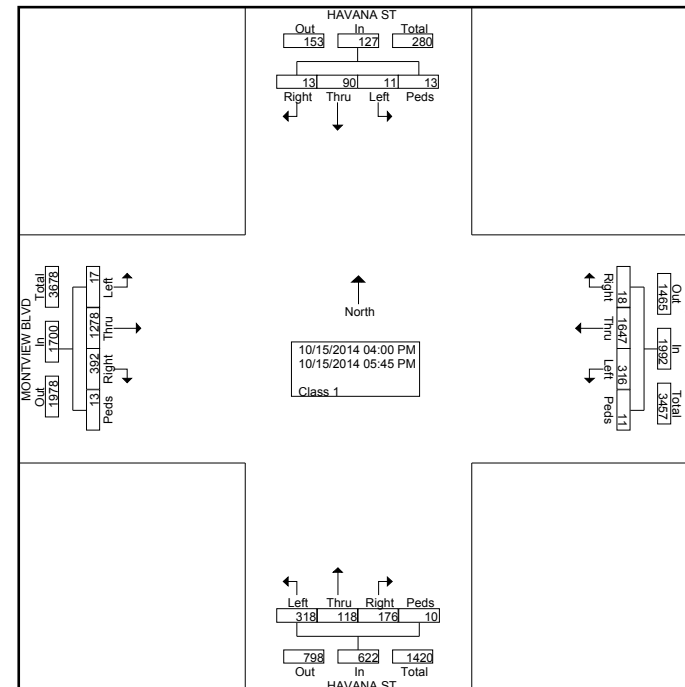 HAVANA ST
Out In Total
153 127 280
13 90 11 13
Right Thru Left Peds
MONTVIEW BLVD
Total In Out
3678 1700 1978
17 1278 392 13
Left Thru Right Peds
North
10/15/2014 04:00 PM
10/15/2014 05:45 PM
Class 1
Right Thru Left Peds
18 1647 316 11
Out In Total
1465 1992 3457
Left Thru Right Peds
318 118 176 10
798 622 1420
Out In Total
HAVANA ST